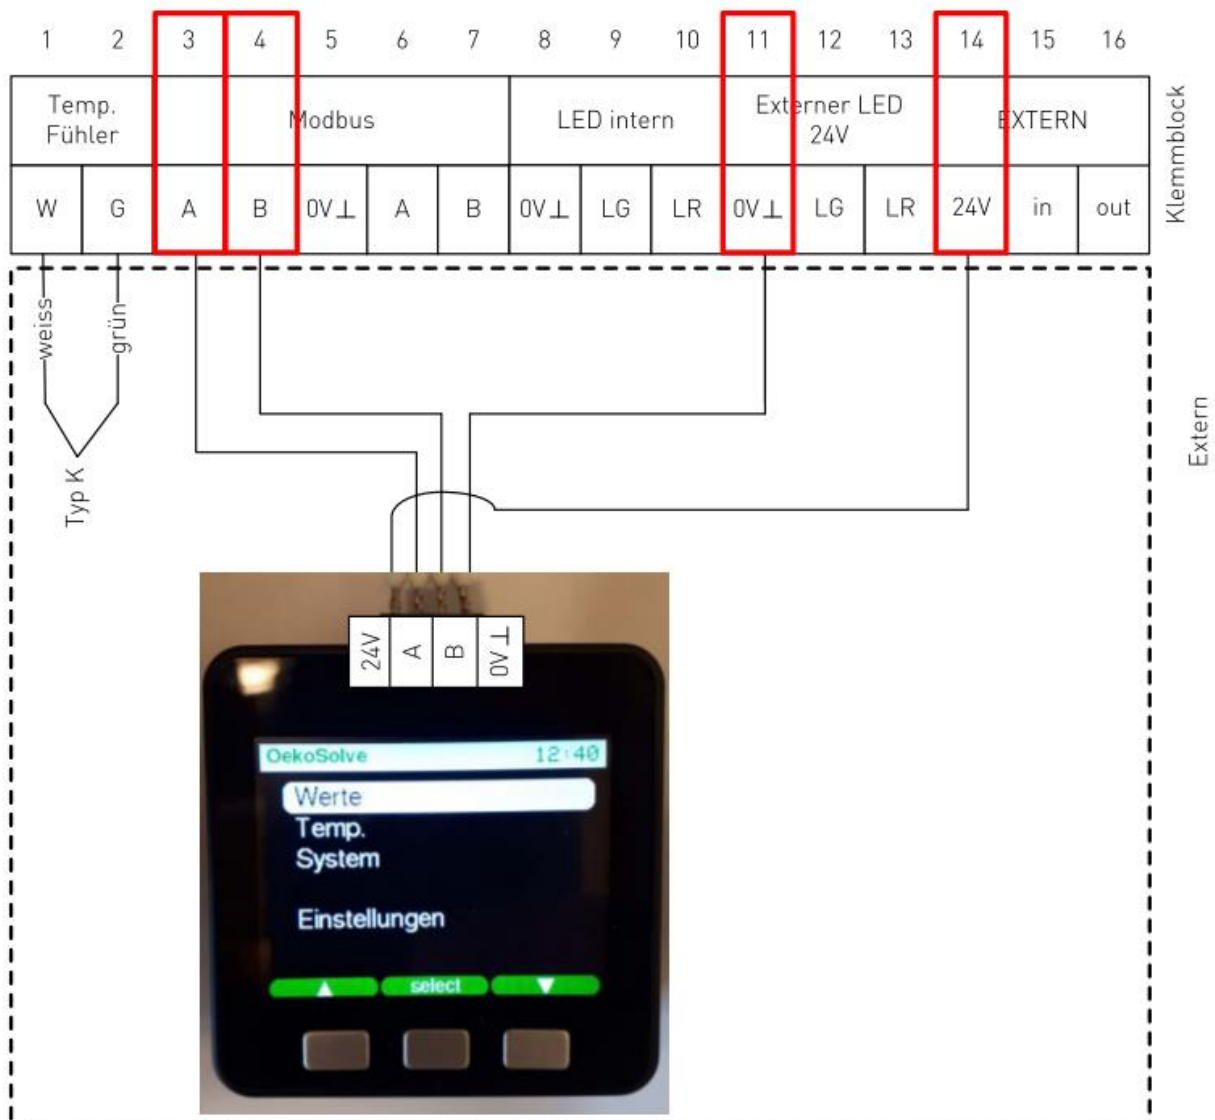 1 2 3 4 5 6 7 8 9 10 11 12 13 14 15 16
Temp.
Fühler
Modbus
LED intern
Externer LED
24V
EXTERN
W G A B 0V⊥ A B 0V⊥ LG LR 0V⊥ LG LR 24V in out
Klemmblock
weiss
grün
Typ K
Extern
24V
A
B
0V⊥
OekoSolve 12:40
Werte
Temp.
System
Einstellungen
▲ select ▼